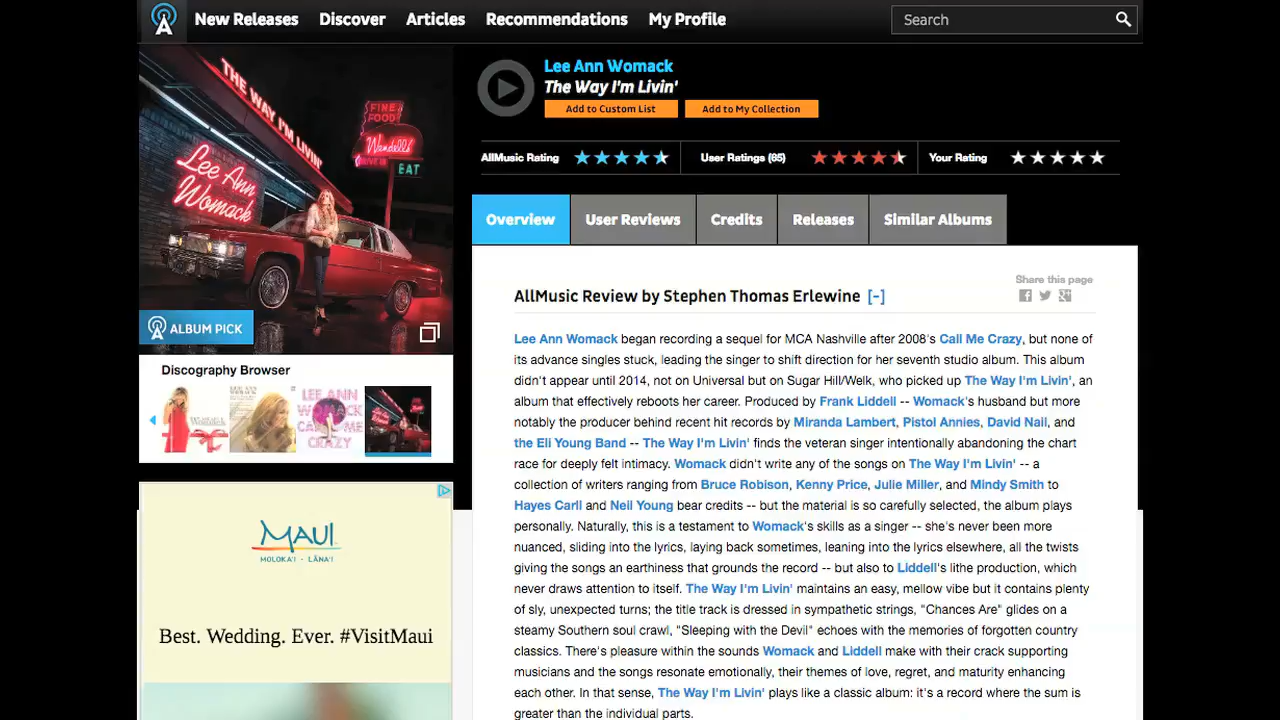 New Releases Discover Articles Recommendations My Profile Search
THE WAY I'M LIVIN'
FINE FOOD
Wendell's
DRIVE IN
EAT
Lee Ann
Womack
ALBUM PICK
Lee Ann Womack
The Way I'm Livin'
Add to Custom List Add to My Collection
AllMusic Rating User Ratings (65) Your Rating
Overview User Reviews Credits Releases Similar Albums
Share this page
AllMusic Review by Stephen Thomas Erlewine [-]
Lee Ann Womack began recording a sequel for MCA Nashville after 2008's Call Me Crazy, but none of
its advance singles stuck, leading the singer to shift direction for her seventh studio album. This album
didn't appear until 2014, not on Universal but on Sugar Hill/Welk, who picked up The Way I'm Livin', an
album that effectively reboots her career. Produced by Frank Liddell -- Womack's husband but more
notably the producer behind recent hit records by Miranda Lambert, Pistol Annies, David Nail, and
the Eli Young Band -- The Way I'm Livin' finds the veteran singer intentionally abandoning the chart
race for deeply felt intimacy. Womack didn't write any of the songs on The Way I'm Livin' -- a
collection of writers ranging from Bruce Robison, Kenny Price, Julie Miller, and Mindy Smith to
Hayes Carll and Neil Young bear credits -- but the material is so carefully selected, the album plays
personally. Naturally, this is a testament to Womack's skills as a singer -- she's never been more
nuanced, sliding into the lyrics, laying back sometimes, leaning into the lyrics elsewhere, all the twists
giving the songs an earthiness that grounds the record -- but also to Liddell's lithe production, which
never draws attention to itself. The Way I'm Livin' maintains an easy, mellow vibe but it contains plenty
of sly, unexpected turns; the title track is dressed in sympathetic strings, "Chances Are" glides on a
steamy Southern soul crawl, "Sleeping with the Devil" echoes with the memories of forgotten country
classics. There's pleasure within the sounds Womack and Liddell make with their crack supporting
musicians and the songs resonate emotionally, their themes of love, regret, and maturity enhancing
each other. In that sense, The Way I'm Livin' plays like a classic album: it's a record where the sum is
greater than the individual parts.
Discography Browser
LEE ANN
WOMACK
CALL ME
CRAZY
MAUI
MOLOKA'I - LĀNA'I
Best. Wedding. Ever. #VisitMaui